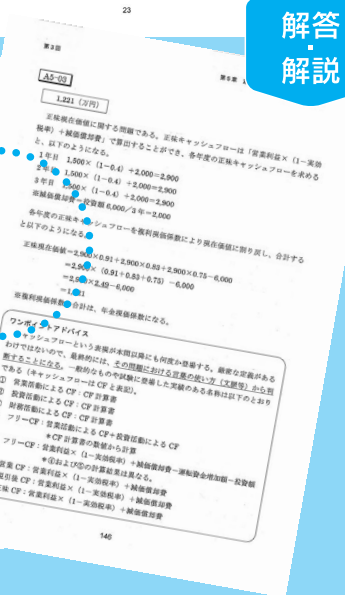 23
解答
・
解説
第3回
第5章
A5-03
1,221（万円）
正味現在価値に関する問題である。正味キャッシュフローは「営業利益×（1－実効
税率）＋減価償却費」で算出することができ、各年度の正味キャッシュフローを求める
と、以下のようになる。
1年目 1,500×（1-0.4）+2,000=2,900
2年目 1,500×（1-0.4）+2,000=2,900
3年目 1,500×（1-0.4）+2,000=2,900
※減価償却費=投資額6,000/3年=2,000
各年度の正味キャッシュフローを複利現価係数により現在価値に割り戻し、合計する
と以下のようになる。
正味現在価値=2,900×0.91+2,900×0.83+2,900×0.75-6,000
=2,900×（0.91+0.83+0.75）-6,000
=2,900×2.49-6,000
=1,221
※複利現価係数の合計は、年金現価係数になる。
ワンポイントアドバイス
キャッシュフローという表現が本回以降にも何度か登場する。厳密な定義がある
わけではないので、最終的には、その問題における言葉の使い方（文脈等）から判
断することになる。一般的なものや試験に登場した実績のある名称は以下のとおり
である（キャッシュフローはCFと表記）。
① 営業活動によるCF：CF計算書
投資活動によるCF：CF計算書
財務活動によるCF：CF計算書
フリーCF：営業活動によるCF＋投資活動によるCF
＊CF計算書の数値から計算
フリーCF：営業利益×（1－実効税率）＋減価償却費－運転資金増加額－投資額
の計算結果は異なる。
営業CF：営業利益×（1－実効税率）＋減価償却費
税引後CF：営業利益×（1－実効税率）＋減価償却費
正味CF：営業利益×（1－実効税率）＋減価償却費
146